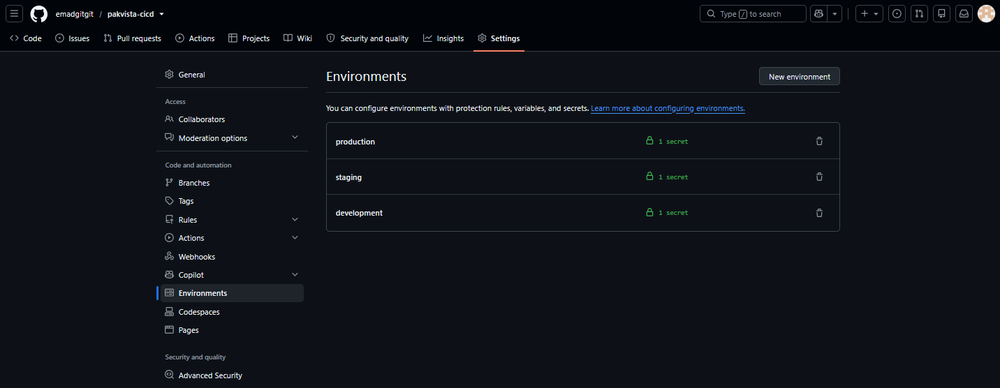 emadgitgit / pakvista-cicd
Type / to search
Code Issues Pull requests Actions Projects Wiki Security and quality Insights Settings
General
Access
Collaborators
Moderation options
Code and automation
Branches
Tags
Rules
Actions
Webhooks
Copilot
Environments
Codespaces
Pages
Security and quality
Advanced Security
Environments
New environment
You can configure environments with protection rules, variables, and secrets. Learn more about configuring environments.
production 1 secret
staging 1 secret
development 1 secret